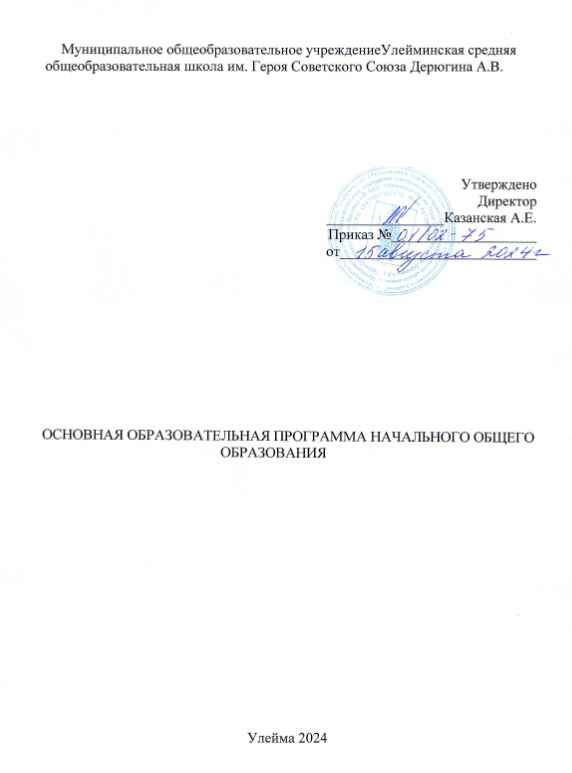 Муниципальное общеобразовательное учреждениеУлейминская средняя
общеобразовательная школа им. Героя Советского Союза Дерюгина А.В.
Утверждено
Директор
Казанская А.Е.
Приказ № 01/02-75
от 15 августа 2024 г
ОСНОВНАЯ ОБРАЗОВАТЕЛЬНАЯ ПРОГРАММА НАЧАЛЬНОГО ОБЩЕГО
ОБРАЗОВАНИЯ
Улейма 2024